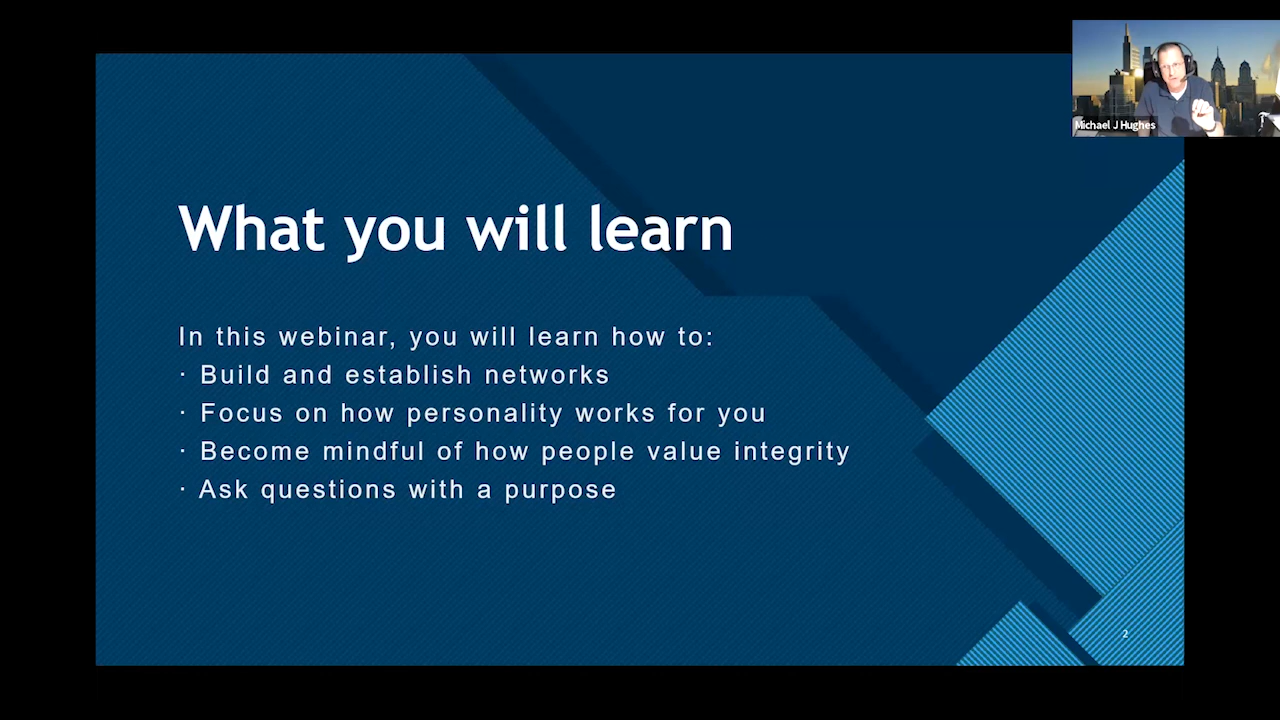 Michael J Hughes
What you will learn
In this webinar, you will learn how to:
· Build and establish networks
· Focus on how personality works for you
· Become mindful of how people value integrity
· Ask questions with a purpose
2